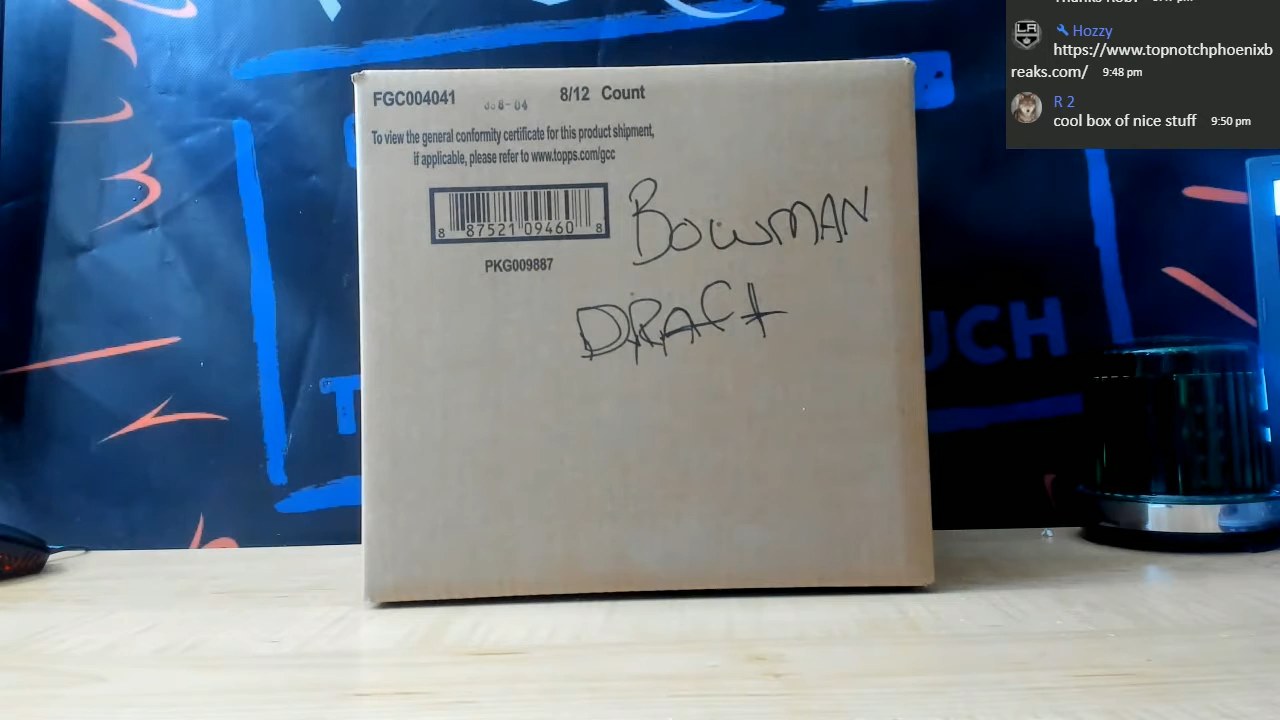 FGC004041 8/12 Count
To view the general conformity certificate for this product shipment,
if applicable, please refer to www.topps.com/gcc
8 87521 09460 8
PKG009887
BOWMAN
DRAFT
UCH
T
Hozzy
https://www.topnotchphoenixb
reaks.com/ 9:48 pm
R 2
cool box of nice stuff 9:50 pm